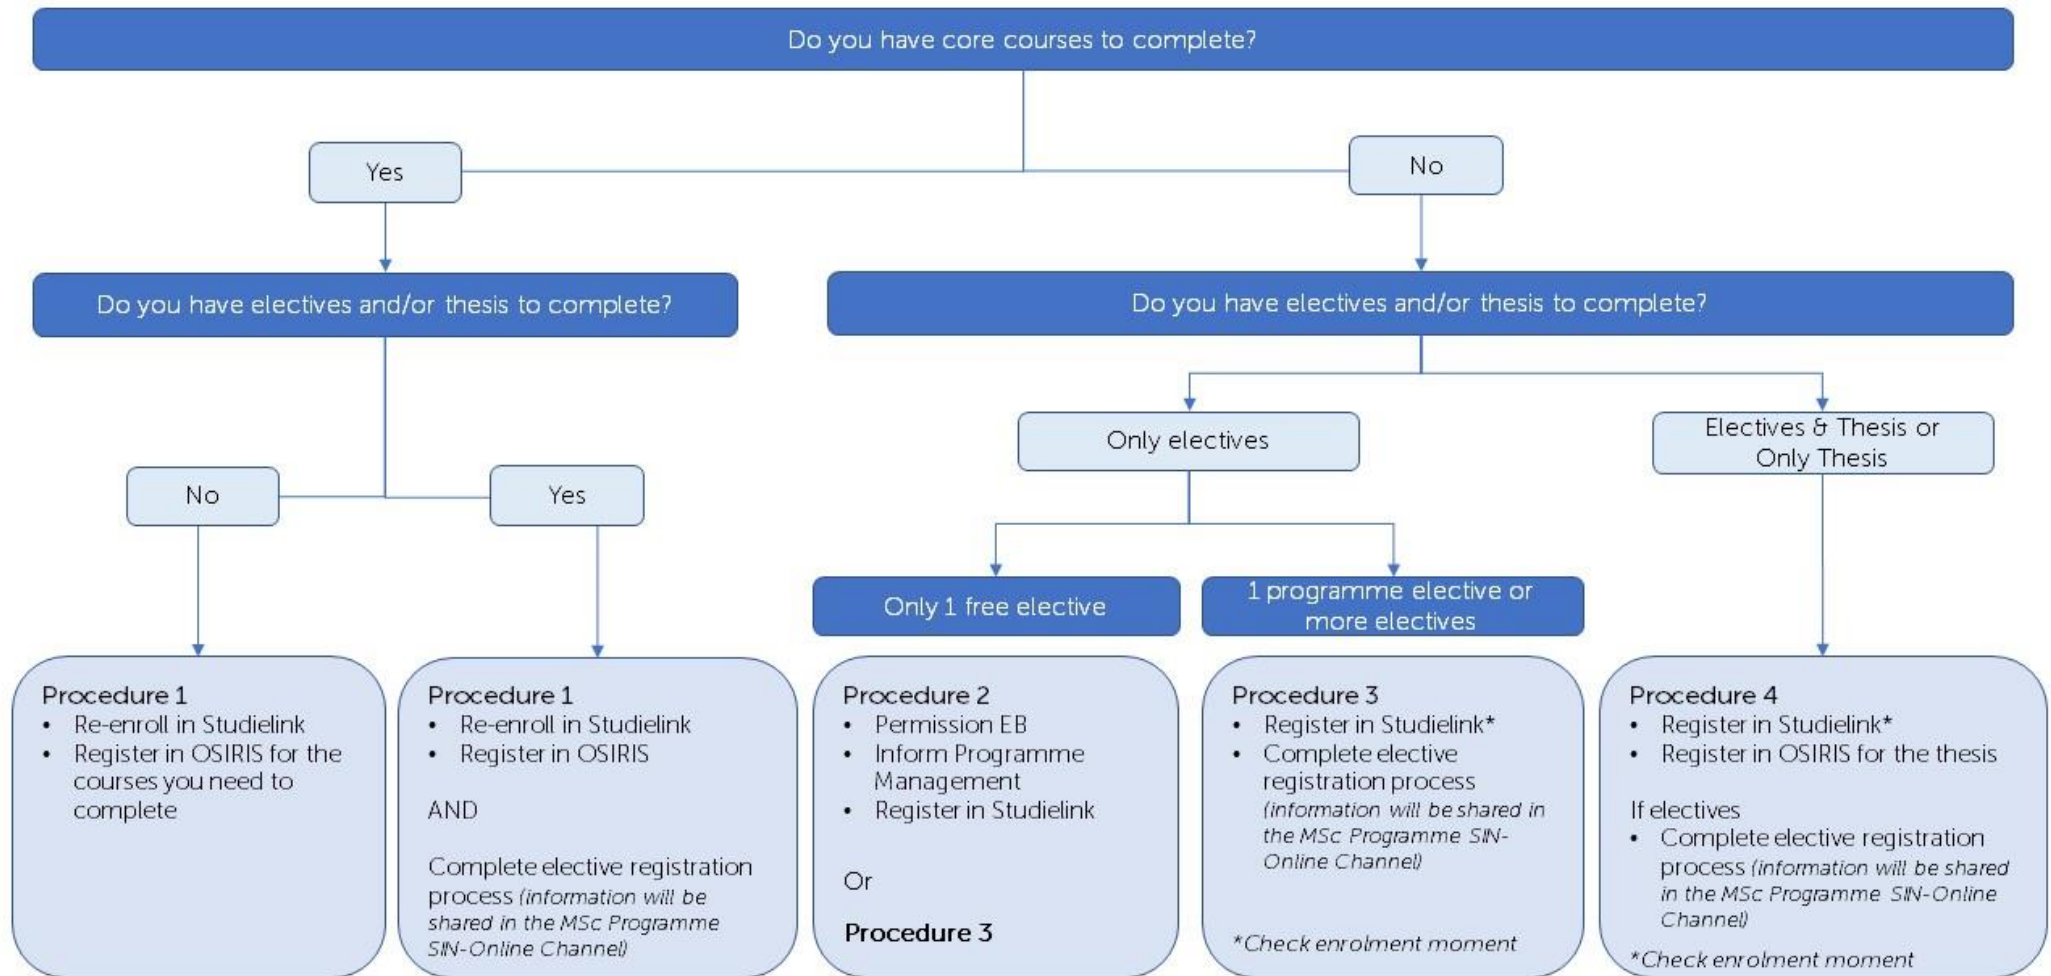 Do you have core courses to complete?
Yes
No
Do you have electives and/or thesis to complete?
Do you have electives and/or thesis to complete?
Only electives
Electives & Thesis or
Only Thesis
No
Yes
Only 1 free elective
1 programme elective or
more electives
Procedure 1
• Re-enroll in Studielink
• Register in OSIRIS for the
courses you need to
complete
Procedure 1
• Re-enroll in Studielink
• Register in OSIRIS
AND
Complete elective registration
process (information will be
shared in the MSc Programme
SIN-Online Channel)
Procedure 2
• Permission EB
• Inform Programme
Management
• Register in Studielink
Or
Procedure 3
Procedure 3
• Register in Studielink*
• Complete elective
registration process
(information will be shared in
the MSc Programme SIN-
Online Channel)
*Check enrolment moment
Procedure 4
• Register in Studielink*
• Register in OSIRIS for the thesis
If electives
• Complete elective registration
process (information will be shared
in the MSc Programme SIN-Online
Channel)
*Check enrolment moment